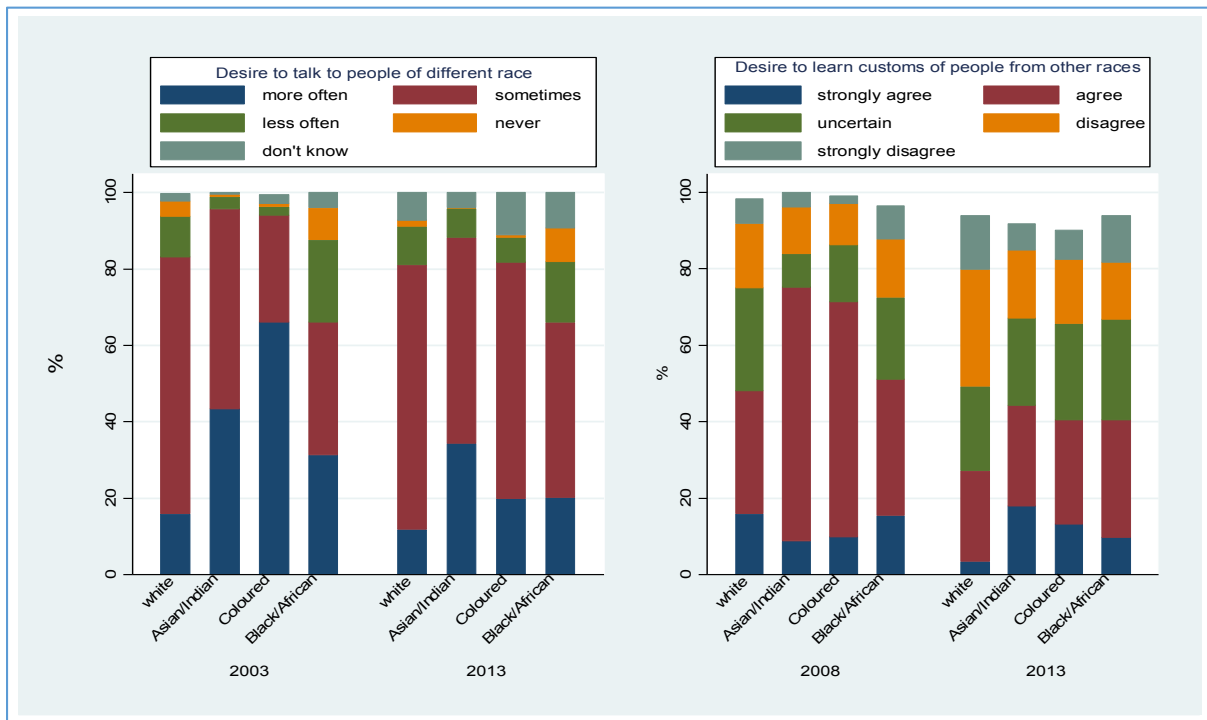 Desire to talk to people of different race
more often sometimes
less often never
don't know
%
100
80
60
40
20
0
white Asian/Indian Coloured Black/African white Asian/Indian Coloured Black/African
2003 2013
Desire to learn customs of people from other races
strongly agree agree
uncertain disagree
strongly disagree
%
100
80
60
40
20
0
white Asian/Indian Coloured Black/African white Asian/Indian Coloured Black/African
2008 2013